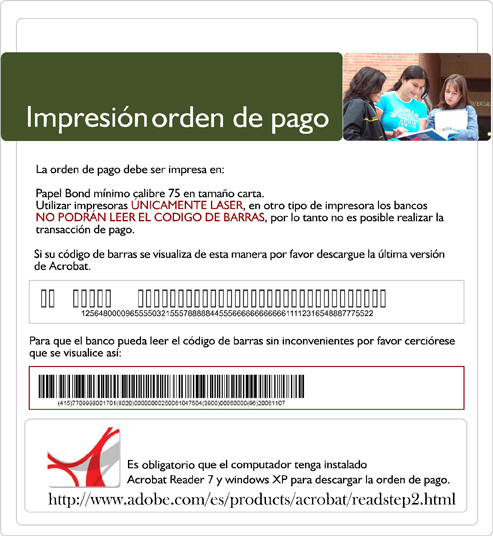 Impresión orden de pago
La orden de pago debe ser impresa en:
Papel Bond mínimo calibre 75 en tamaño carta.
Utilizar impresoras ÚNICAMENTE LASER, en otro tipo de impresora los bancos
NO PODRÁN LEER EL CODIGO DE BARRAS, por lo tanto no es posible realizar la
transacción de pago.
Si su código de barras se visualiza de esta manera por favor descargue la última versión
de Acrobat.
1256480000965555032155578888844555666666666666611111231654888777 5522
Para que el banco pueda leer el código de barras sin inconvenientes por favor cerciórese
que se visualice así:
(415)7709998001701(8020)00000000250061047504(3900)00060000(96)20061107
Es obligatorio que el computador tenga instalado
Acrobat Reader 7 y windows XP para descargar la orden de pago.
http://www.adobe.com/es/products/acrobat/readstep2.html